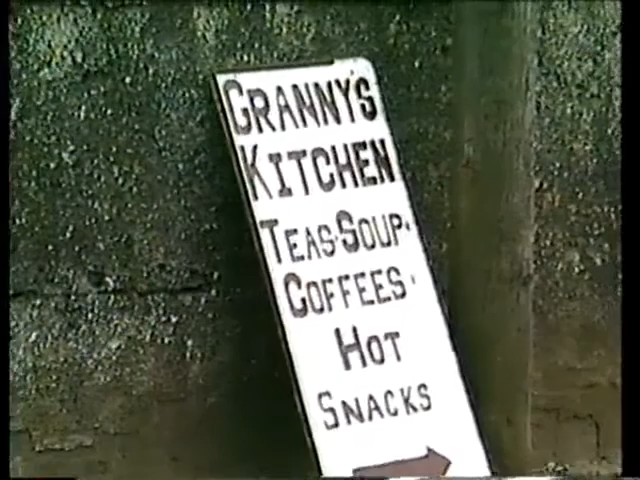 GRANNY'S
KITCHEN
TEAS·SOUP·
COFFEES·
HOT
SNACKS